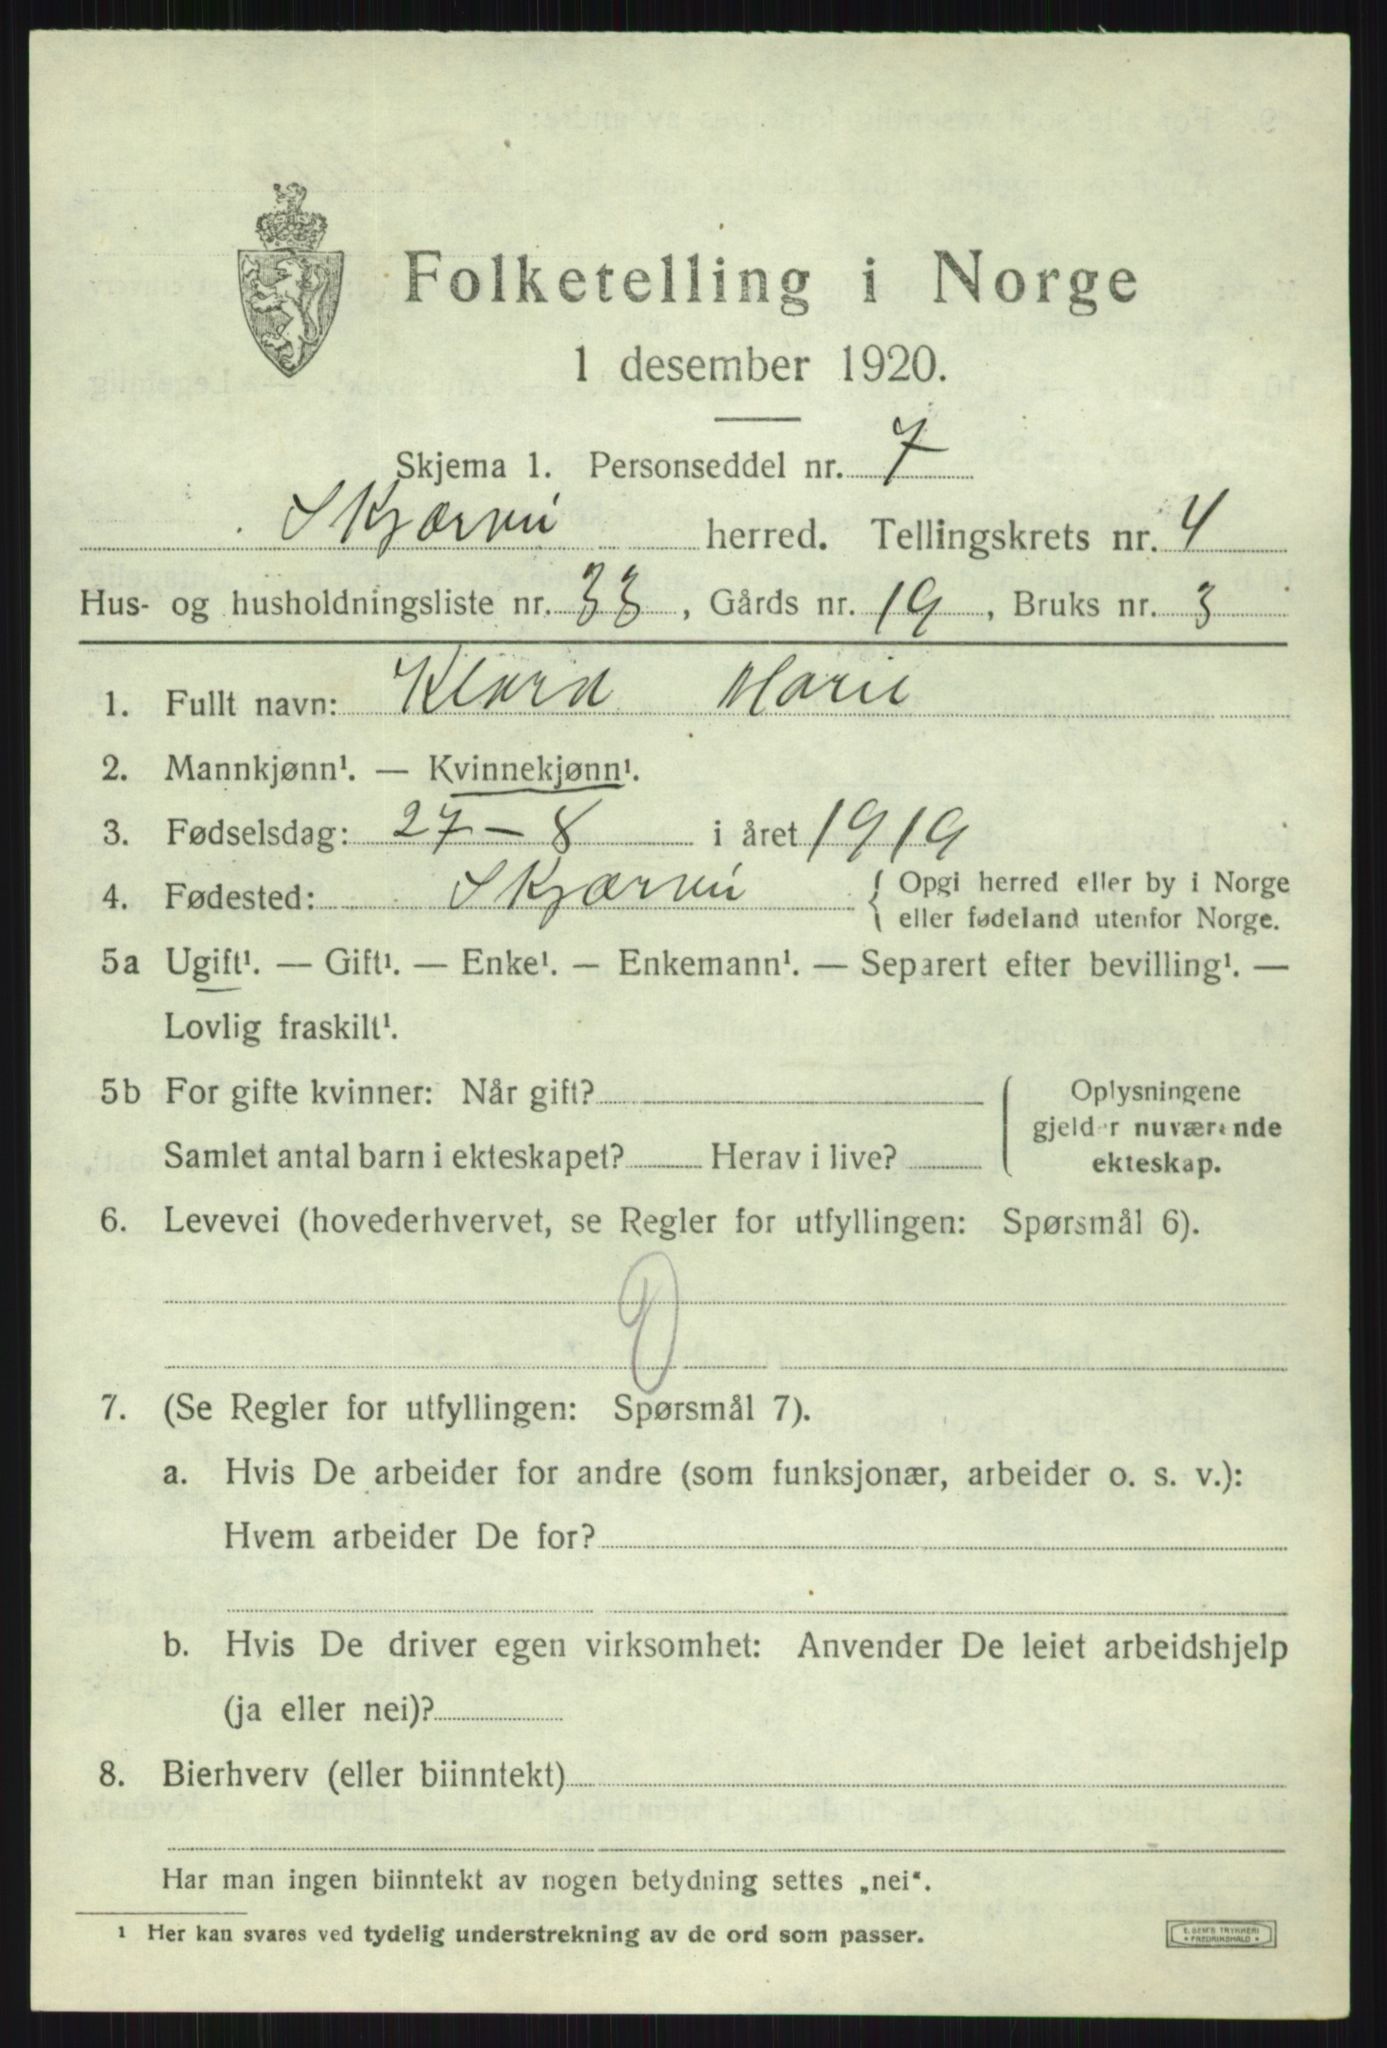 Folketelling i Norge
1 desember 1920.
Skjema 1. Personseddel nr. 7
Skjærvø herred. Tellingskrets nr. 4
Hus- og husholdningsliste nr. 33, Gårds nr. 19, Bruks nr. 3
1. Fullt navn: Klara Marie
2. Mannkjønn¹. — Kvinnekjønn¹.
3. Fødselsdag: 27 – 8 i året 1919
4. Fødested: Skjærvø { Opgi herred eller by i Norge
eller fødeland utenfor Norge.
5a Ugift¹. — Gift¹. — Enke¹. — Enkemann¹. — Separert efter bevilling¹. —
Lovlig fraskilt¹.
5b For gifte kvinner: Når gift?
Samlet antal barn i ekteskapet? Herav i live?
Oplysningene
gjelder nuværende
ekteskap.
6. Levevei (hovederhvervet, se Regler for utfyllingen: Spørsmål 6).
7. (Se Regler for utfyllingen: Spørsmål 7).
a. Hvis De arbeider for andre (som funksjonær, arbeider o. s. v.):
Hvem arbeider De for?
b. Hvis De driver egen virksomhet: Anvender De leiet arbeidshjelp
(ja eller nei)?
8. Bierhverv (eller biinntekt)
Har man ingen biinntekt av nogen betydning settes „nei“.
¹ Her kan svares ved tydelig understrekning av de ord som passer.
E. SEM'S TRYKKERI
• FREDRIKSHALD •